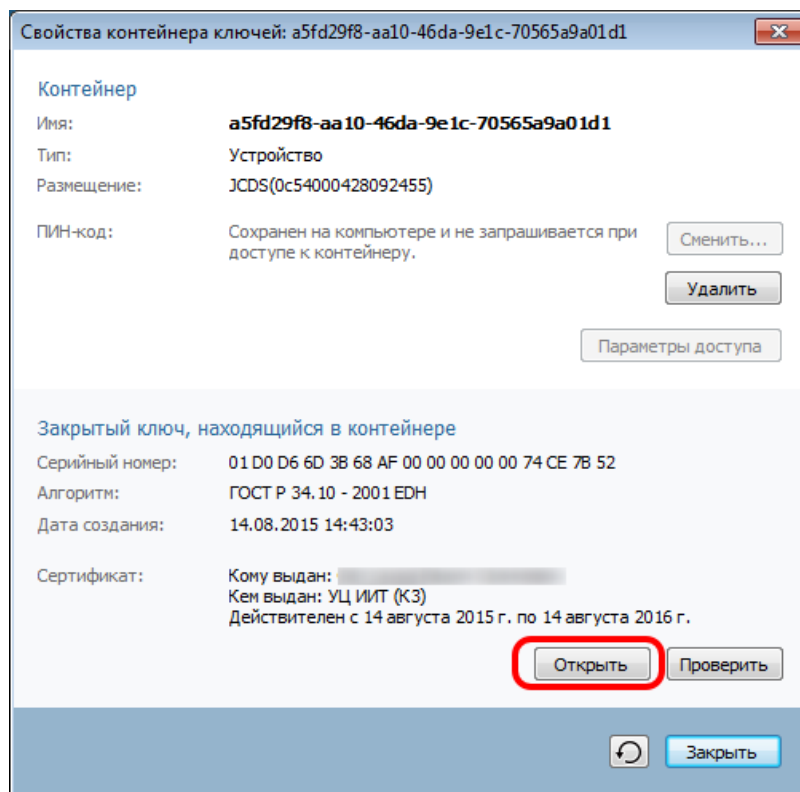 Свойства контейнера ключей: a5fd29f8-aa10-46da-9e1c-70565a9a01d1
Контейнер
Имя: a5fd29f8-aa10-46da-9e1c-70565a9a01d1
Тип: Устройство
Размещение: JCDS(0c54000428092455)
ПИН-код: Сохранен на компьютере и не запрашивается при
доступе к контейнеру.
Сменить...
Удалить
Параметры доступа
Закрытый ключ, находящийся в контейнере
Серийный номер: 01 D0 D6 6D 3B 68 AF 00 00 00 00 00 74 CE 7B 52
Алгоритм: ГОСТ Р 34.10 - 2001 EDH
Дата создания: 14.08.2015 14:43:03
Сертификат: Кому выдан:
Кем выдан: УЦ ИИТ (К3)
Действителен с 14 августа 2015 г. по 14 августа 2016 г.
Открыть Проверить
Закрыть